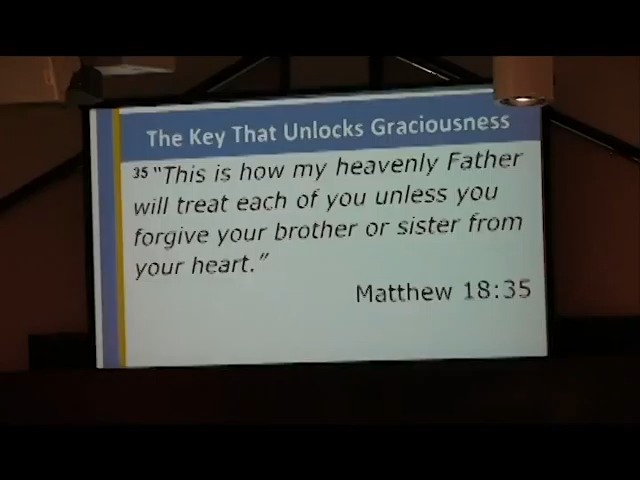 The Key That Unlocks Graciousness
35 "This is how my heavenly Father
will treat each of you unless you
forgive your brother or sister from
your heart."
Matthew 18:35